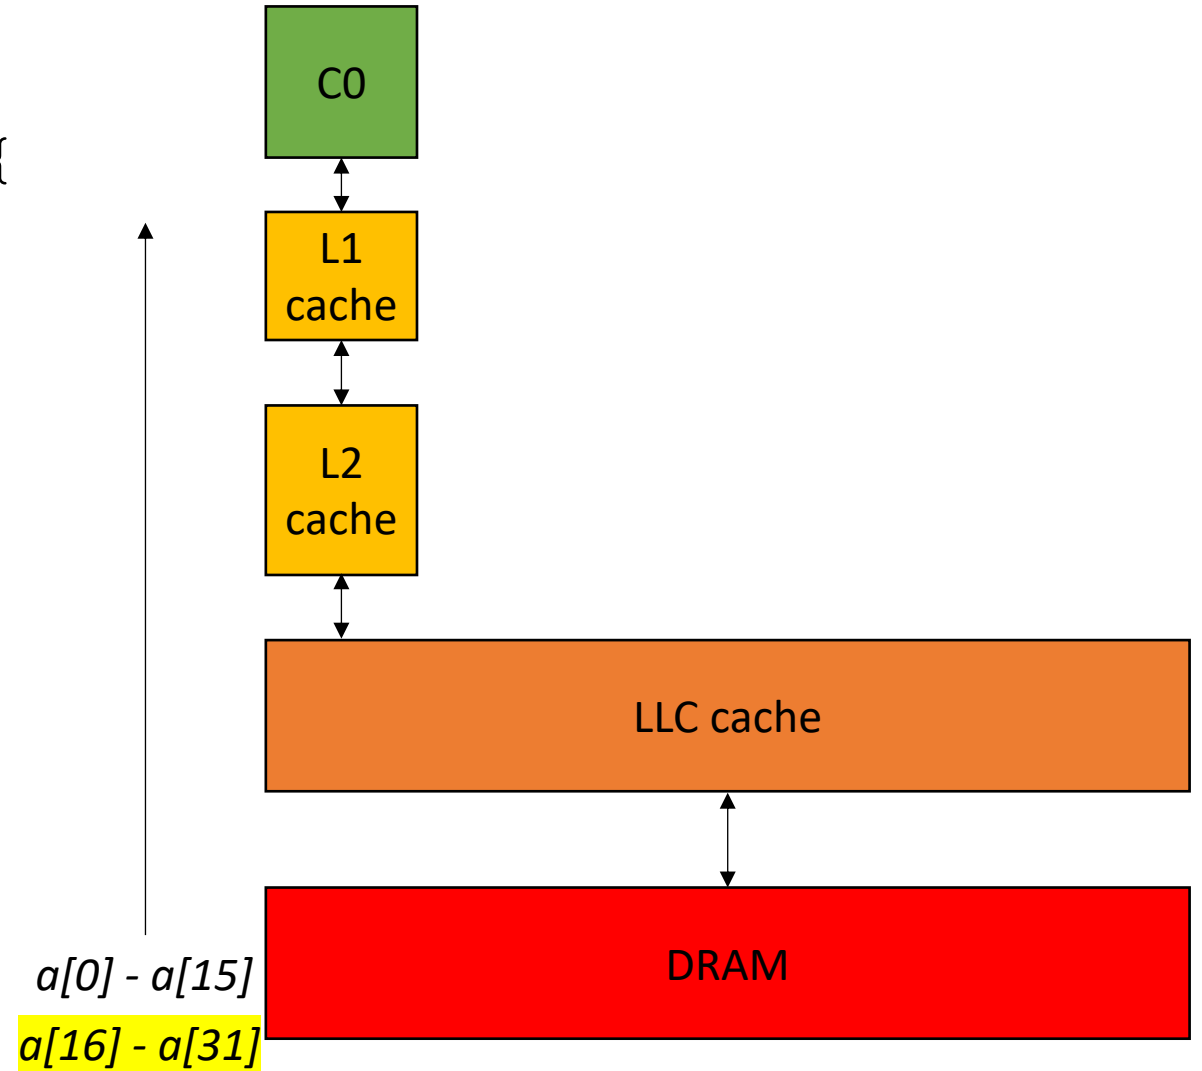 C0
{
L1
cache
L2
cache
LLC cache
a[0] - a[15]
DRAM
a[16] - a[31]